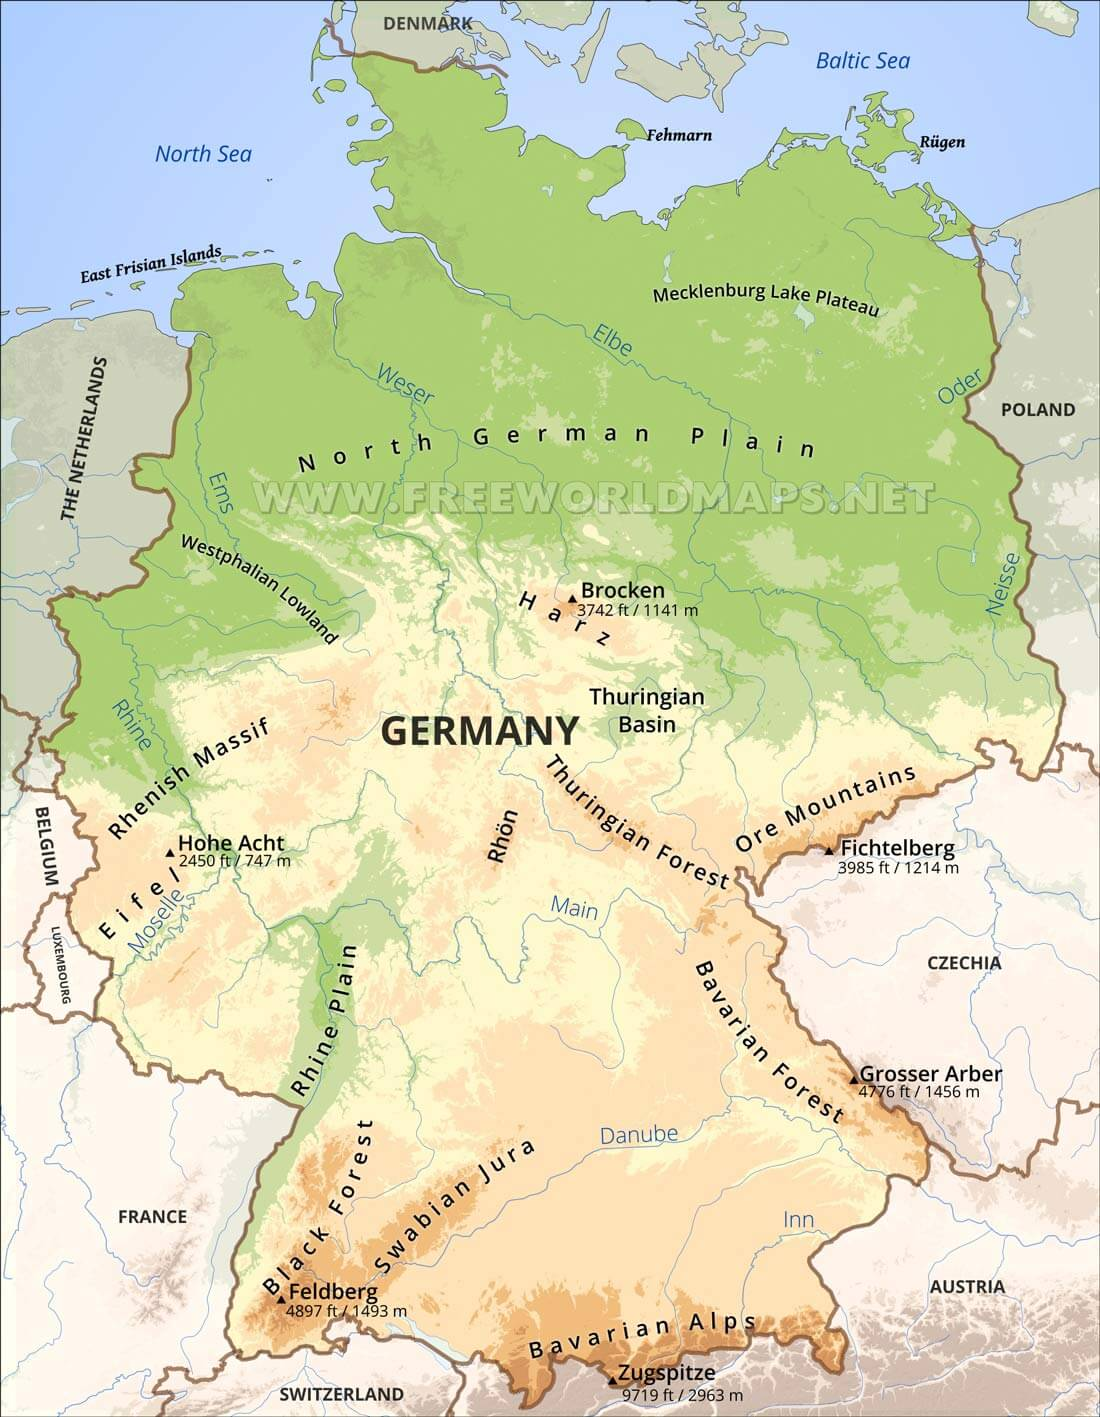 DENMARK
Baltic Sea
Fehmarn
Rügen
North Sea
East Frisian Islands
Mecklenburg Lake Plateau
Elbe
Weser
Oder
THE NETHERLANDS
POLAND
North German Plain
Ems
WWW.FREEWORLDMAPS.NET
Westphalian Lowland
Neisse
Brocken
3742 ft / 1141 m
Harz
Thuringian
Basin
Rhine
GERMANY
Rhenish Massif
Thuringian Forest
Ore Mountains
BELGIUM
Rhön
Hohe Acht
2450 ft / 747 m
Fichtelberg
3985 ft / 1214 m
Eifel
Moselle
Main
LUXEMBOURG
CZECHIA
Rhine Plain
Bavarian Forest
Grosser Arber
4776 ft / 1456 m
Danube
Black Forest
Swabian Jura
FRANCE
Inn
AUSTRIA
Feldberg
4897 ft / 1493 m
Bavarian Alps
Zugspitze
9719 ft / 2963 m
SWITZERLAND